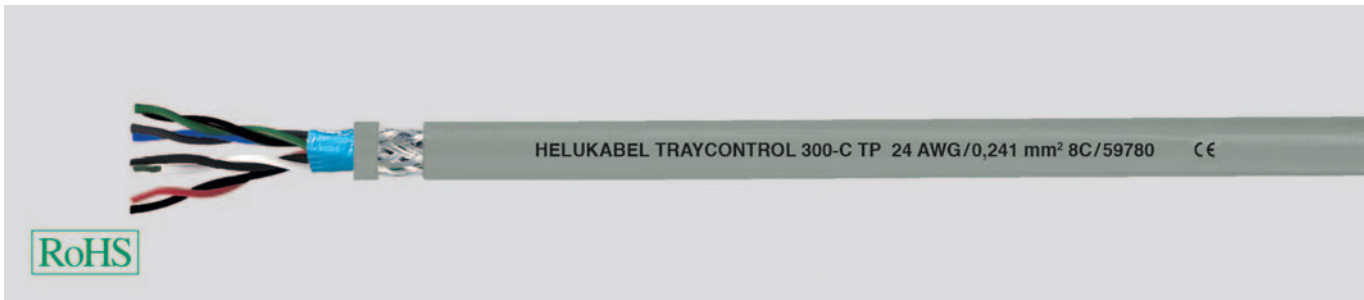 HELUKABEL TRAYCONTROL 300-C TP 24 AWG/0,241 mm² 8C/59780 CE
RoHS